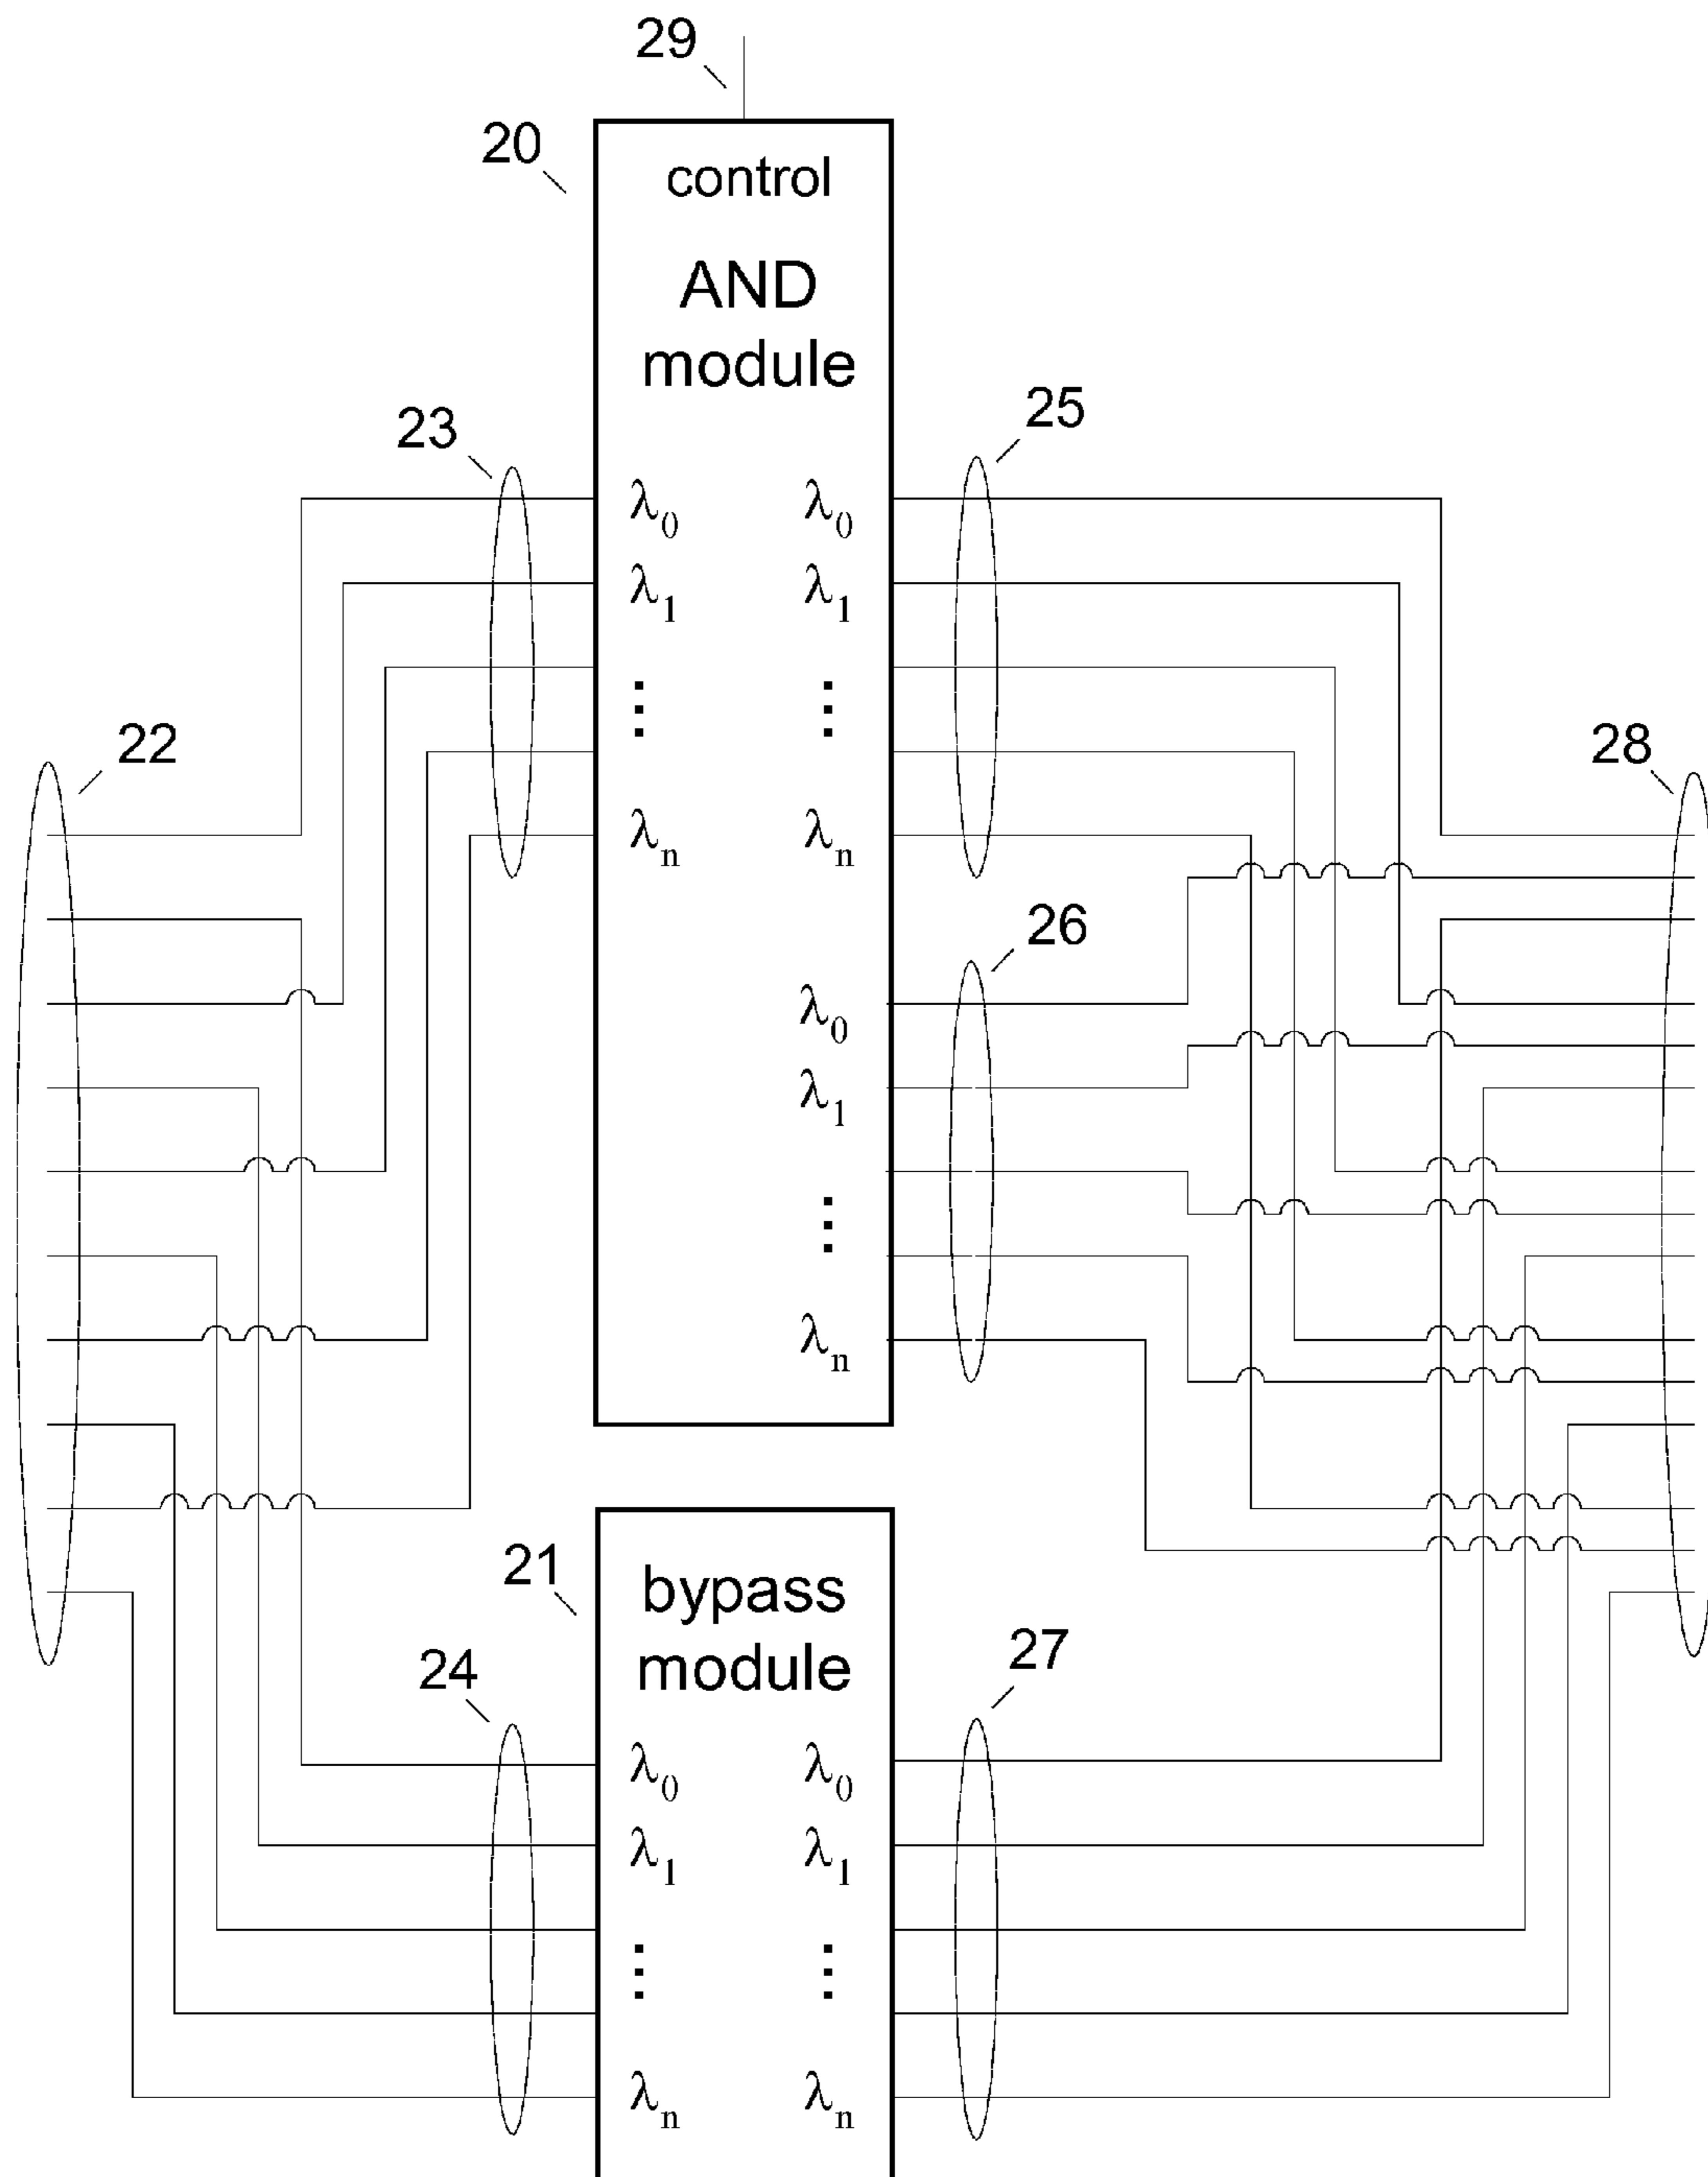 29
20
control
AND
module
23
25
λ0 λ0
λ1 λ1
⋮ ⋮
22
28
λn λn
26
λ0
λ1
⋮
λn
21
bypass
module
24
27
λ0 λ0
λ1 λ1
⋮ ⋮
λn λn